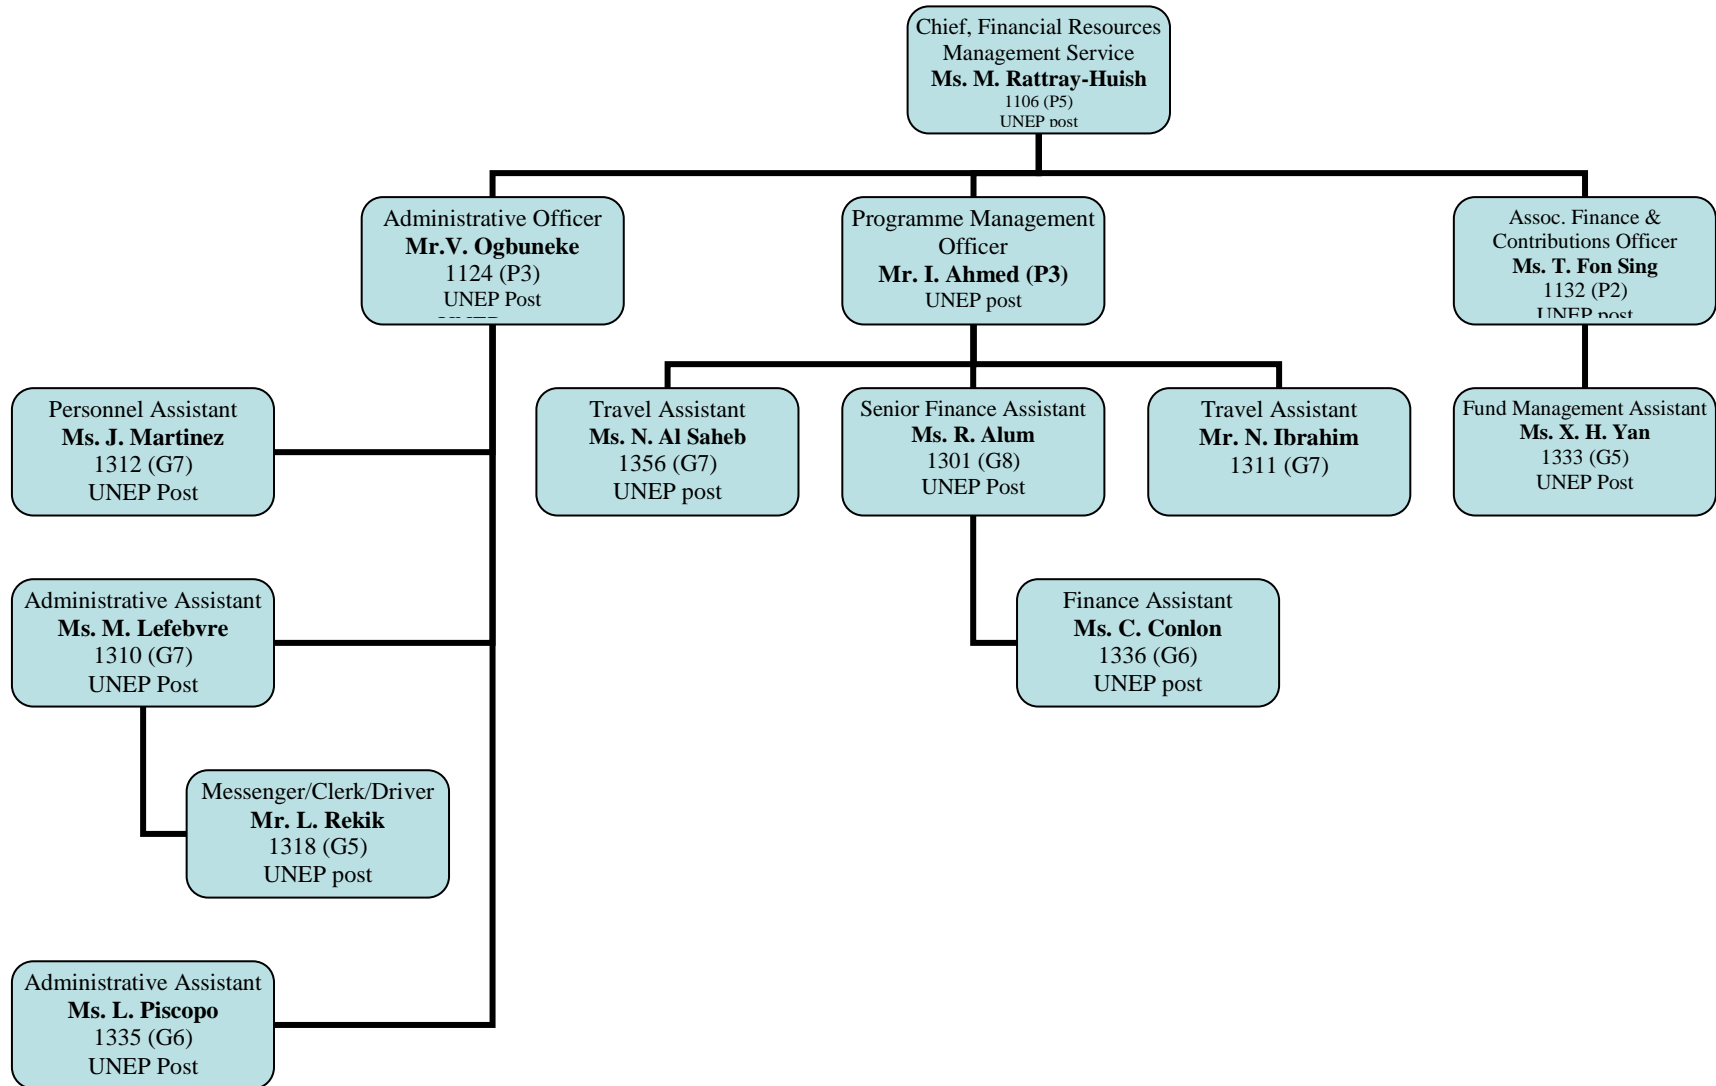 Chief, Financial Resources
Management Service
Ms. M. Rattray-Huish
1106 (P5)
UNEP post
Administrative Officer
Mr.V. Ogbuneke
1124 (P3)
UNEP Post
Programme Management
Officer
Mr. I. Ahmed (P3)
UNEP post
Assoc. Finance &
Contributions Officer
Ms. T. Fon Sing
1132 (P2)
UNEP post
Personnel Assistant
Ms. J. Martinez
1312 (G7)
UNEP Post
Travel Assistant
Ms. N. Al Saheb
1356 (G7)
UNEP post
Senior Finance Assistant
Ms. R. Alum
1301 (G8)
UNEP Post
Travel Assistant
Mr. N. Ibrahim
1311 (G7)
Fund Management Assistant
Ms. X. H. Yan
1333 (G5)
UNEP Post
Administrative Assistant
Ms. M. Lefebvre
1310 (G7)
UNEP Post
Finance Assistant
Ms. C. Conlon
1336 (G6)
UNEP post
Messenger/Clerk/Driver
Mr. L. Rekik
1318 (G5)
UNEP post
Administrative Assistant
Ms. L. Piscopo
1335 (G6)
UNEP Post